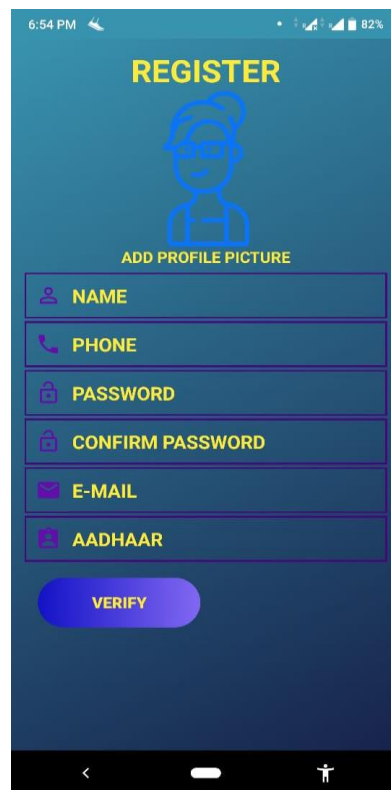 6:54 PM 82%
REGISTER
ADD PROFILE PICTURE
NAME
PHONE
PASSWORD
CONFIRM PASSWORD
E-MAIL
AADHAAR
VERIFY